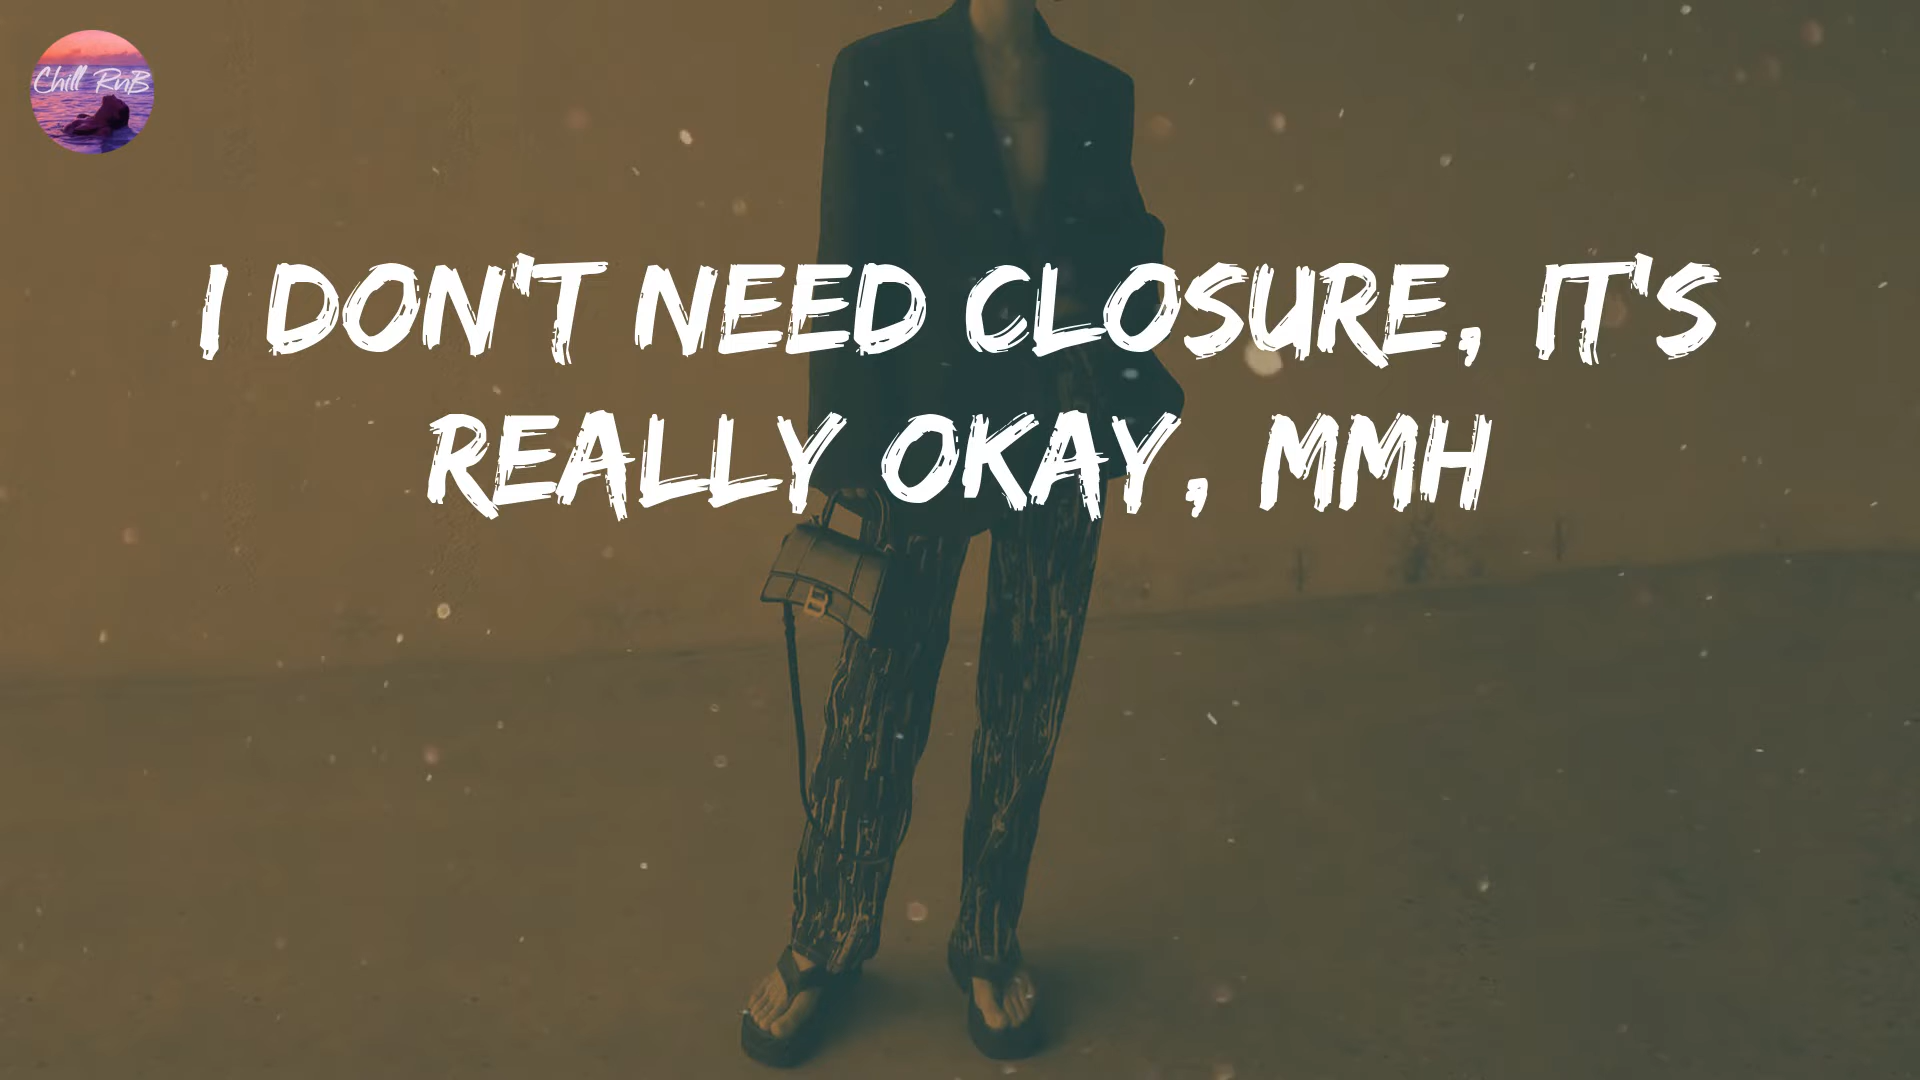 Chill RnB
I DON'T NEED CLOSURE, IT'S
REALLY OKAY, MMH
B